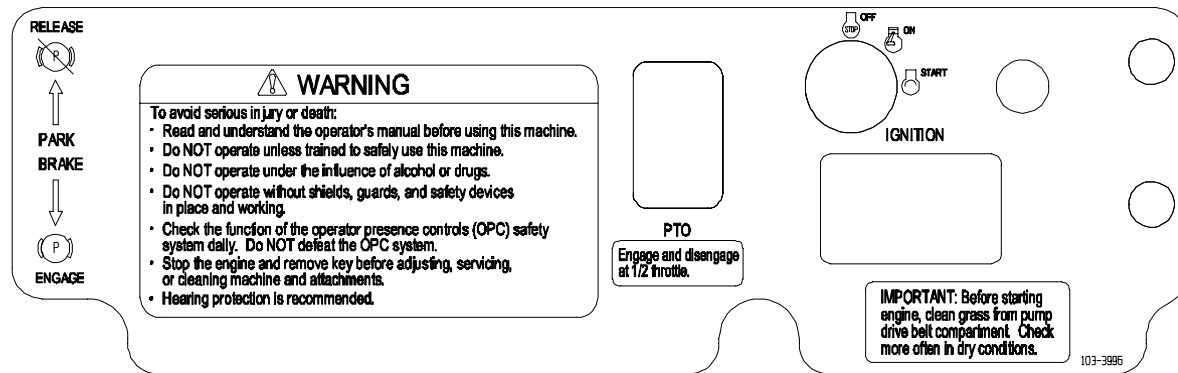 RELEASE
P
PARK
BRAKE
P
ENGAGE
WARNING
To avoid serious injury or death:
· Read and understand the operator's manual before using this machine.
· Do NOT operate unless trained to safely use this machine.
· Do NOT operate under the influence of alcohol or drugs.
· Do NOT operate without shields, guards, and safety devices
in place and working.
· Check the function of the operator presence controls (OPC) safety
system daily. Do NOT defeat the OPC system.
· Stop the engine and remove key before adjusting, servicing,
or cleaning machine and attachments.
· Hearing protection is recommended.
PTO
Engage and disengage
at 1/2 throttle.
OFF
STOP
ON
START
IGNITION
IMPORTANT: Before starting
engine, clean grass from pump
drive belt compartment. Check
more often in dry conditions.
103-3996